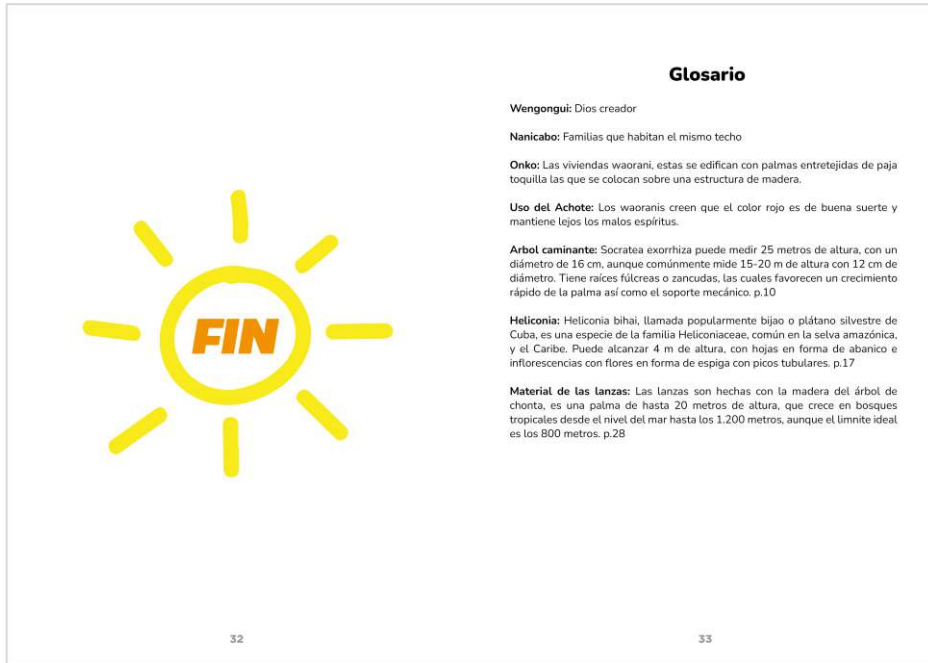 FIN
32
Glosario
Wengongui: Dios creador
Nanicabo: Familias que habitan el mismo techo
Onko: Las viviendas waorani, estas se edifican con palmas entretejidas de paja
toquilla las que se colocan sobre una estructura de madera.
Uso del Achote: Los waoranis creen que el color rojo es de buena suerte y
mantiene lejos los malos espíritus.
Arbol caminante: Socratea exorrhiza puede medir 25 metros de altura, con un
diámetro de 16 cm, aunque comúnmente mide 15-20 m de altura con 12 cm de
diámetro. Tiene raíces fúlcreas o zancudas, las cuales favorecen un crecimiento
rápido de la palma así como el soporte mecánico. p.10
Heliconia: Heliconia bihai, llamada popularmente bijao o plátano silvestre de
Cuba, es una especie de la familia Heliconiaceae, común en la selva amazónica,
y el Caribe. Puede alcanzar 4 m de altura, con hojas en forma de abanico e
inflorescencias con flores en forma de espiga con picos tubulares. p.17
Material de las lanzas: Las lanzas son hechas con la madera del árbol de
chonta, es una palma de hasta 20 metros de altura, que crece en bosques
tropicales desde el nivel del mar hasta los 1.200 metros, aunque el limnite ideal
es los 800 metros. p.28
33